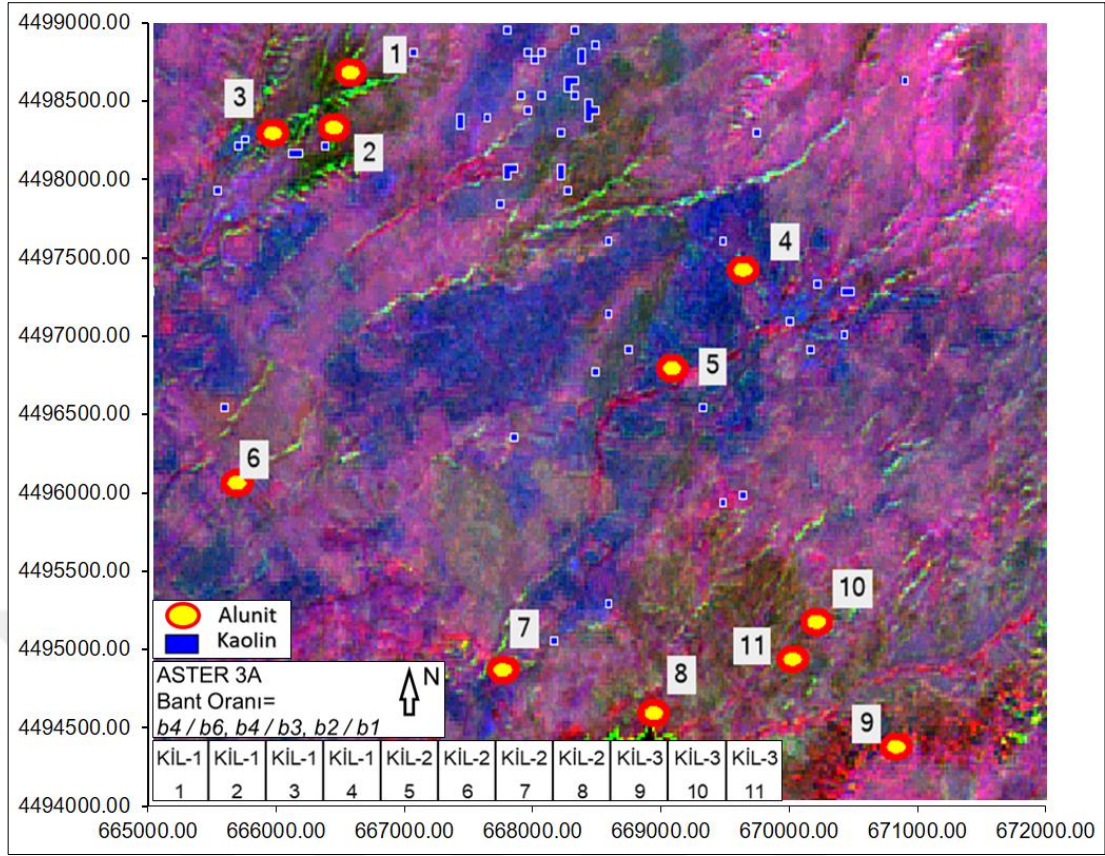 4499000.00
4498500.00
4498000.00
4497500.00
4497000.00
4496500.00
4496000.00
4495500.00
4495000.00
4494500.00
4494000.00
1
3
2
4
5
6
7
8
10
11
9
Alunit
Kaolin
ASTER 3A
Bant Oranı=
b4 / b6, b4 / b3, b2 / b1
N
KİL-1 KİL-1 KİL-1 KİL-1 KİL-2 KİL-2 KİL-2 KİL-2 KİL-3 KİL-3 KİL-3
1 2 3 4 5 6 7 8 9 10 11
665000.00 666000.00 667000.00 668000.00 669000.00 670000.00 671000.00 672000.00